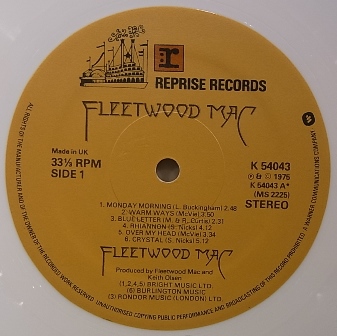 r
REPRISE RECORDS
FLEETWOOD MAC
Made in UK
33⅓ RPM
SIDE 1
K 54043
℗ & © 1975
K 54043 A*
(MS 2225)
STEREO
1. MONDAY MORNING (L. Buckingham) 2.48
2. WARM WAYS (McVie) 3.50
3. BLUE LETTER (M. & R. Curtis) 2.31
4. RHIANNON (S. Nicks) 4.11
5. OVER MY HEAD (McVie) 3.34
6. CRYSTAL (S. Nicks) 5.12
FLEETWOOD MAC
Produced by Fleetwood Mac and
Keith Olsen
(1,2,4,5) BRIGHT MUSIC LTD
(6) BURLINGTON MUSIC
(3) RONDOR MUSIC (LONDON) LTD
ALL RIGHTS OF THE MANUFACTURER AND OF THE OWNER OF THE RECORDED WORK RESERVED UNAUTHORISED COPYING PUBLIC PERFORMANCE AND BROADCASTING OF THIS RECORD PROHIBITED. A WARNER COMMUNICATIONS COMPANY.